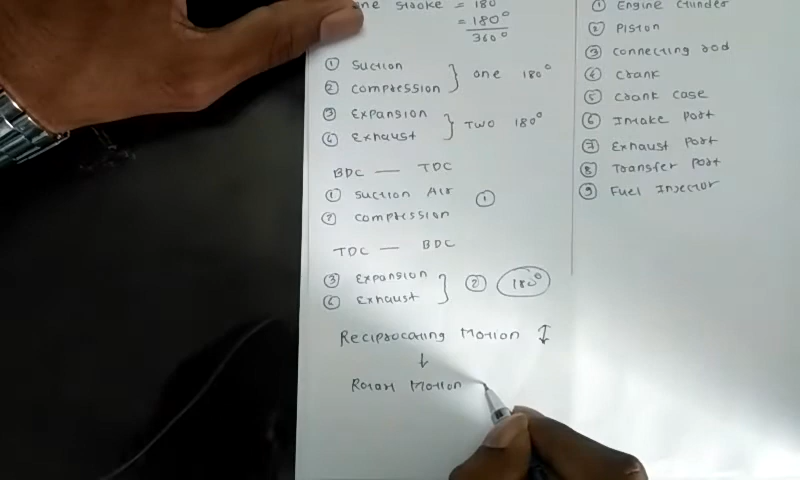 one stroke = 180
= 180°
360°
① Suction
② Compression } one 180°
③ Expansion
④ Exhaust } Two 180°
BDC — TDC
① Suction Air
② Compression ①
TDC — BDC
③ Expansion
④ Exhaust } ② 180°
Reciprocating Motion ↕
↓
Rotary Motion
① Engine Cylinder
② Piston
③ Connecting rod
④ Crank
⑤ Crank case
⑥ Intake Port
⑦ Exhaust Port
⑧ Transfer Port
⑨ Fuel Injector